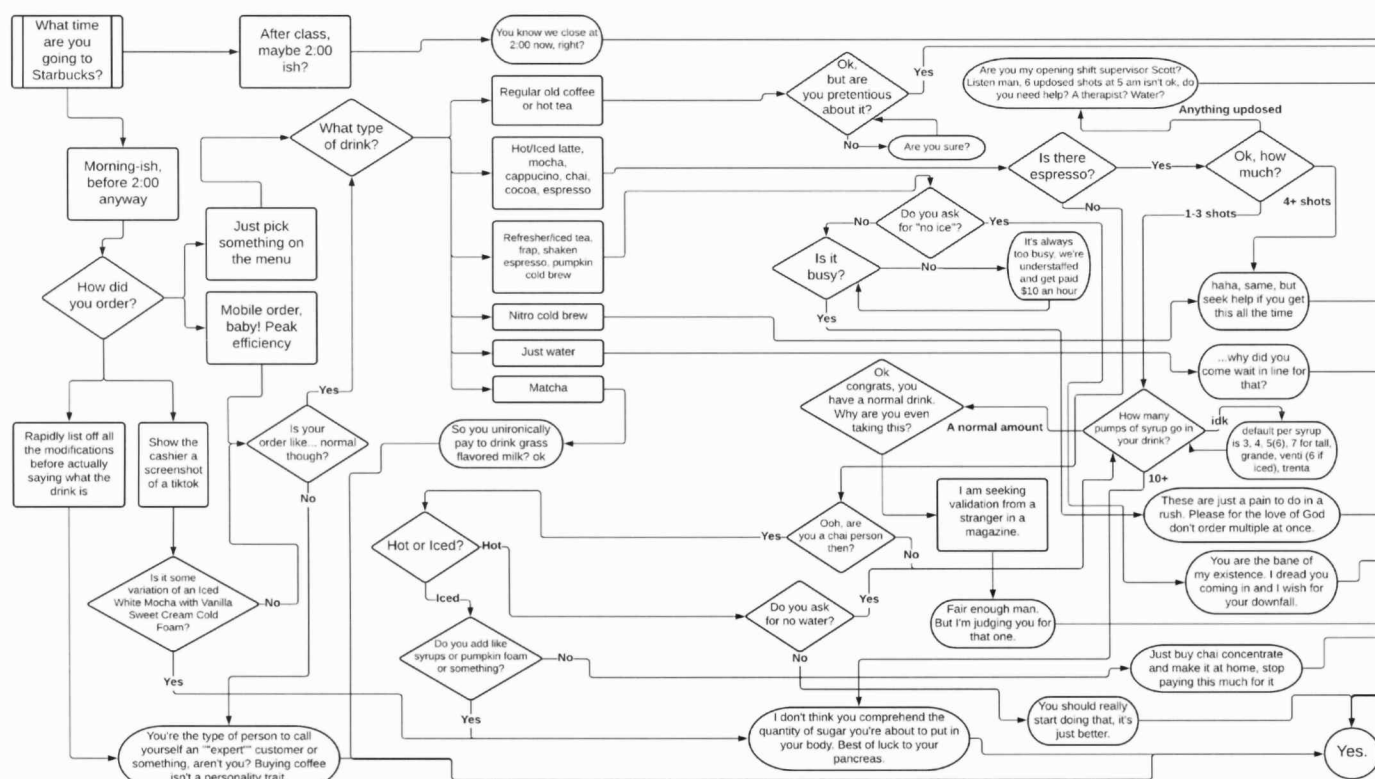 What time
are you
going to
Starbucks?
After class,
maybe 2:00
ish?
You know we close at
2:00 now, right?
Morning-ish,
before 2:00
anyway
How did
you order?
Just pick
something on
the menu
Mobile order,
baby! Peak
efficiency
Rapidly list off all
the modifications
before actually
saying what the
drink is
Show the
cashier a
screenshot
of a tiktok
Is it some
variation of an Iced
White Mocha with Vanilla
Sweet Cream Cold
Foam?
No
Yes
Is your
order like... normal
though?
Yes
No
You're the type of person to call
yourself an ""expert"" customer or
something, aren't you? Buying coffee
isn't a personality trait
What type
of drink?
Regular old coffee
or hot tea
Hot/Iced latte,
mocha,
cappucino, chai,
cocoa, espresso
Refresher/iced tea,
frap, shaken
espresso, pumpkin
cold brew
Nitro cold brew
Just water
Matcha
So you unironically
pay to drink grass
flavored milk? ok
Ok,
but are
you pretentious
about it?
Yes
No
Are you sure?
Are you my opening shift supervisor Scott?
Listen man, 6 updosed shots at 5 am isn't ok, do
you need help? A therapist? Water?
Anything updosed
Is there
espresso?
Yes
No
Ok, how
much?
1-3 shots
4+ shots
Do you ask
for "no ice"?
No
Yes
Is it
busy?
No
Yes
It's always
too busy, we're
understaffed
and get paid
$10 an hour
haha, same, but
seek help if you get
this all the time
...why did you
come wait in line for
that?
How many
pumps of syrup go in
your drink?
idk
default per syrup
is 3, 4, 5(6), 7 for tall,
grande, venti (6 if
iced), trenta
A normal amount
10+
Ok
congrats, you
have a normal drink.
Why are you even
taking this?
I am seeking
validation from a
stranger in a
magazine.
Fair enough man.
But I'm judging you for
that one.
These are just a pain to do in a
rush. Please for the love of God
don't order multiple at once.
You are the bane of
my existence. I dread you
coming in and I wish for
your downfall.
Ooh, are
you a chai person
then?
Yes
No
Hot or Iced?
Hot
Iced
Do you ask
for no water?
Yes
No
Do you add like
syrups or pumpkin foam
or something?
No
Yes
Just buy chai concentrate
and make it at home, stop
paying this much for it
You should really
start doing that, it's
just better.
I don't think you comprehend the
quantity of sugar you're about to put
in your body. Best of luck to your
pancreas.
Yes.